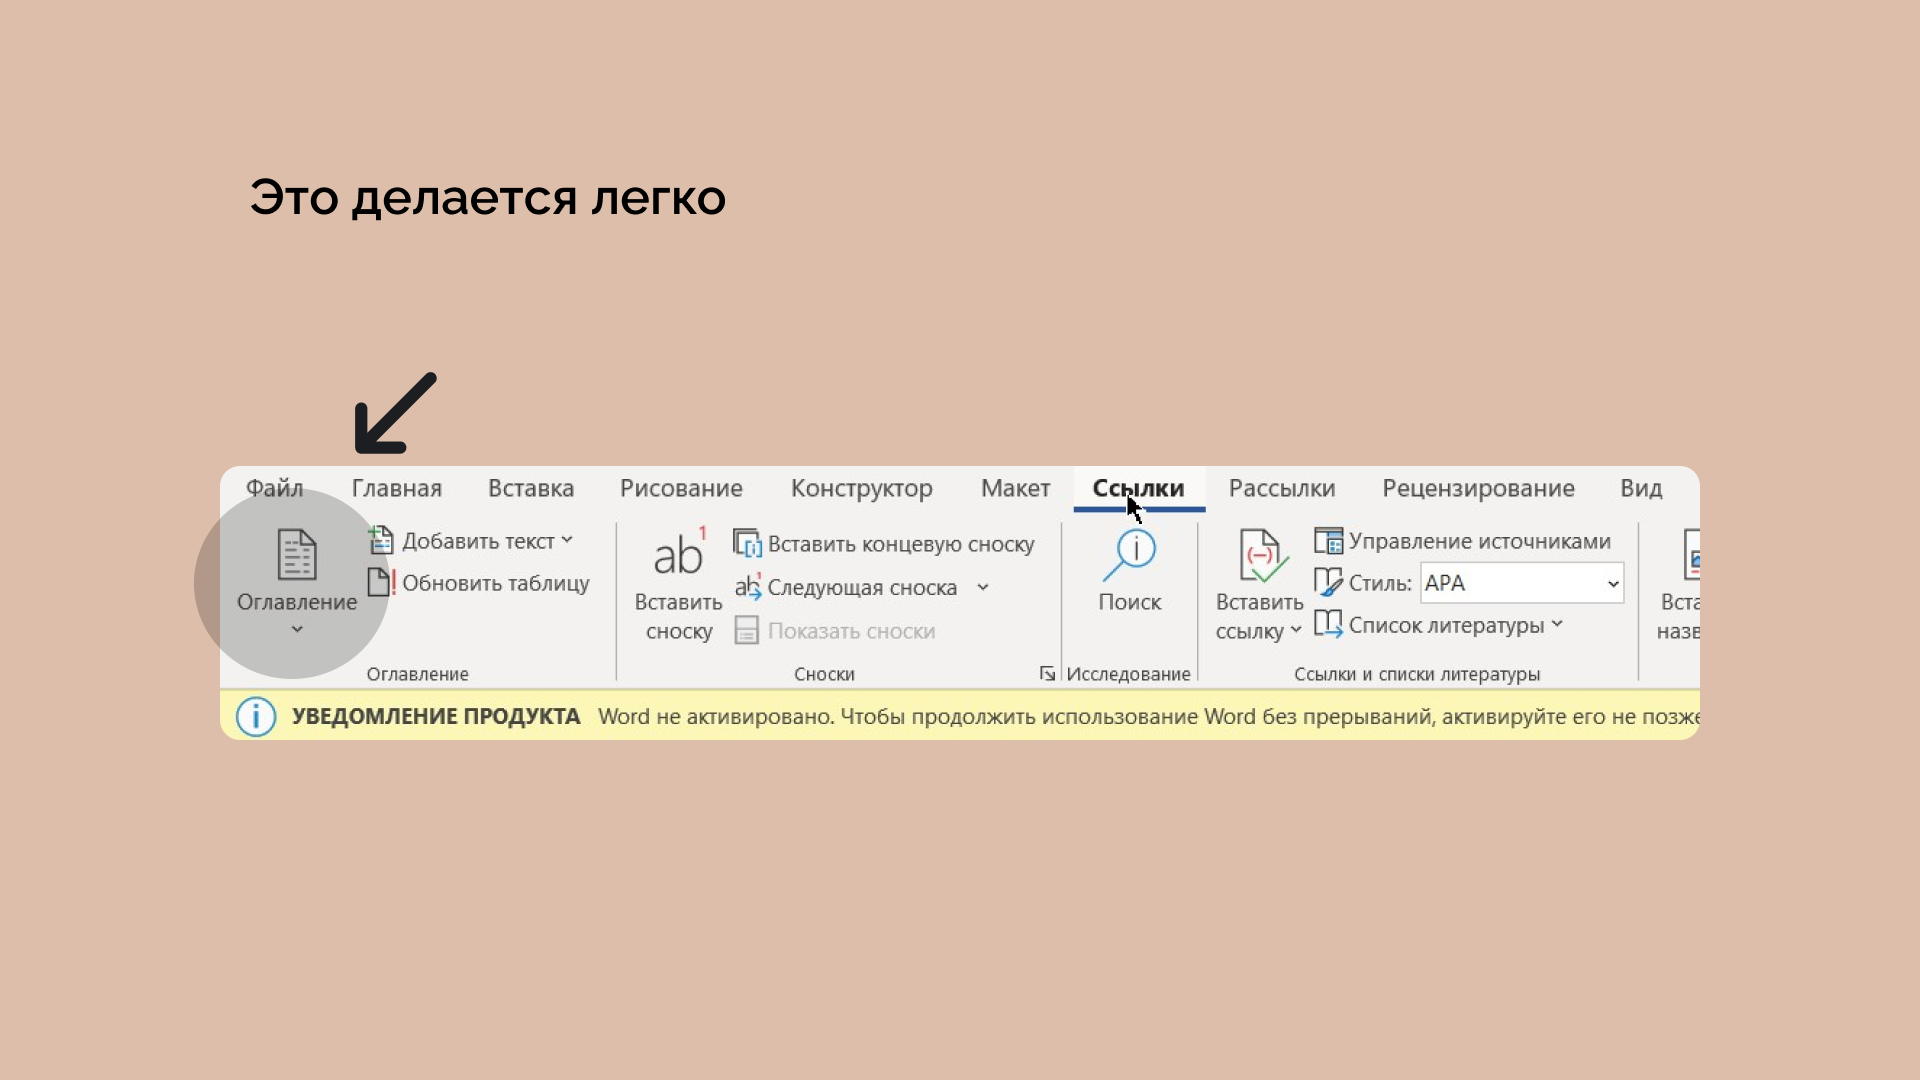 Это делается легко
Файл Главная Вставка Рисование Конструктор Макет Ссылки Рассылки Рецензирование Вид
Оглавление
Добавить текст
Обновить таблицу
Оглавление
ab1
Вставить
сноску
Вставить концевую сноску
Следующая сноска
Показать сноски
Сноски
Поиск
Исследование
Вставить
ссылку
Управление источниками
Стиль: APA
Список литературы
Ссылки и списки литературы
УВЕДОМЛЕНИЕ ПРОДУКТА Word не активировано. Чтобы продолжить использование Word без прерываний, активируйте его не